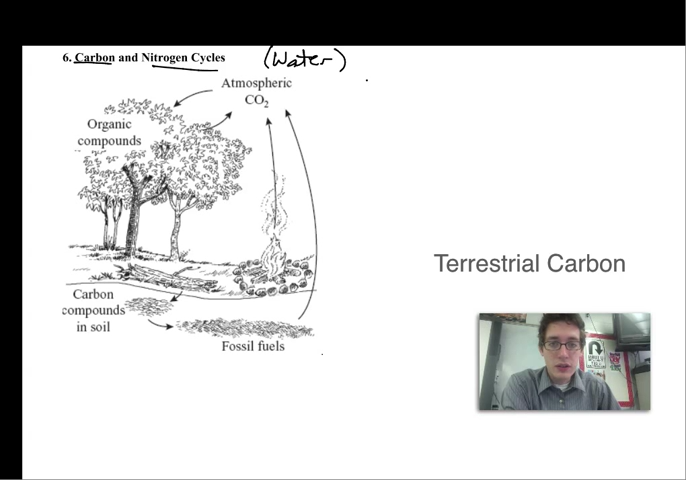 6. Carbon and Nitrogen Cycles (Water)
Atmospheric
CO₂
Organic
compounds
Terrestrial Carbon
Carbon
compounds
in soil
Fossil fuels